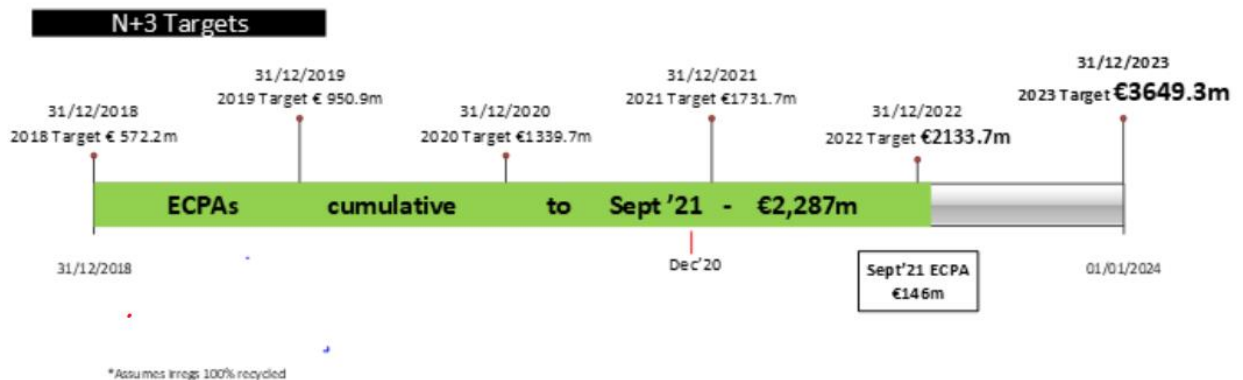 N+3 Targets
31/12/2018
2018 Target € 572.2m
31/12/2019
2019 Target € 950.9m
31/12/2020
2020 Target €1339.7m
31/12/2021
2021 Target €1731.7m
31/12/2022
2022 Target €2133.7m
31/12/2023
2023 Target €3649.3m
ECPAs cumulative to Sept '21 - €2,287m
31/12/2018
Dec'20
Sept'21 ECPA
€146m
01/01/2024
*Assumes irregs 100% recycled